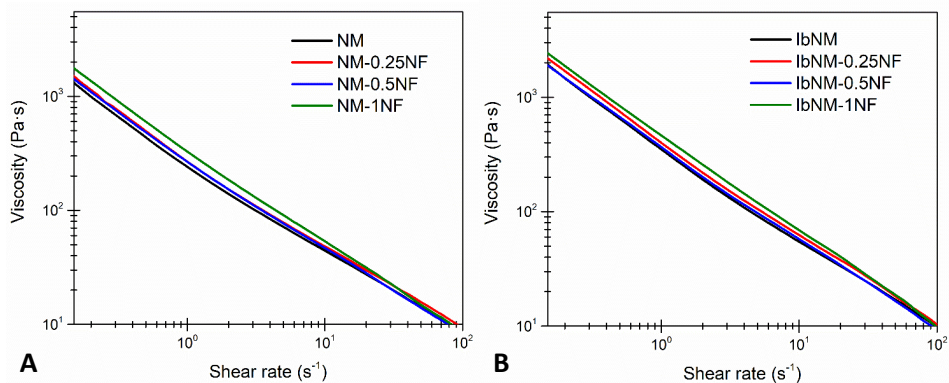 NM
NM-0.25NF
NM-0.5NF
NM-1NF
Viscosity (Pa·s)
10³
10²
10¹
10⁰
10¹
10²
Shear rate (s⁻¹)
A
IbNM
IbNM-0.25NF
IbNM-0.5NF
IbNM-1NF
Viscosity (Pa·s)
10³
10²
10¹
10⁰
10¹
10²
Shear rate (s⁻¹)
B